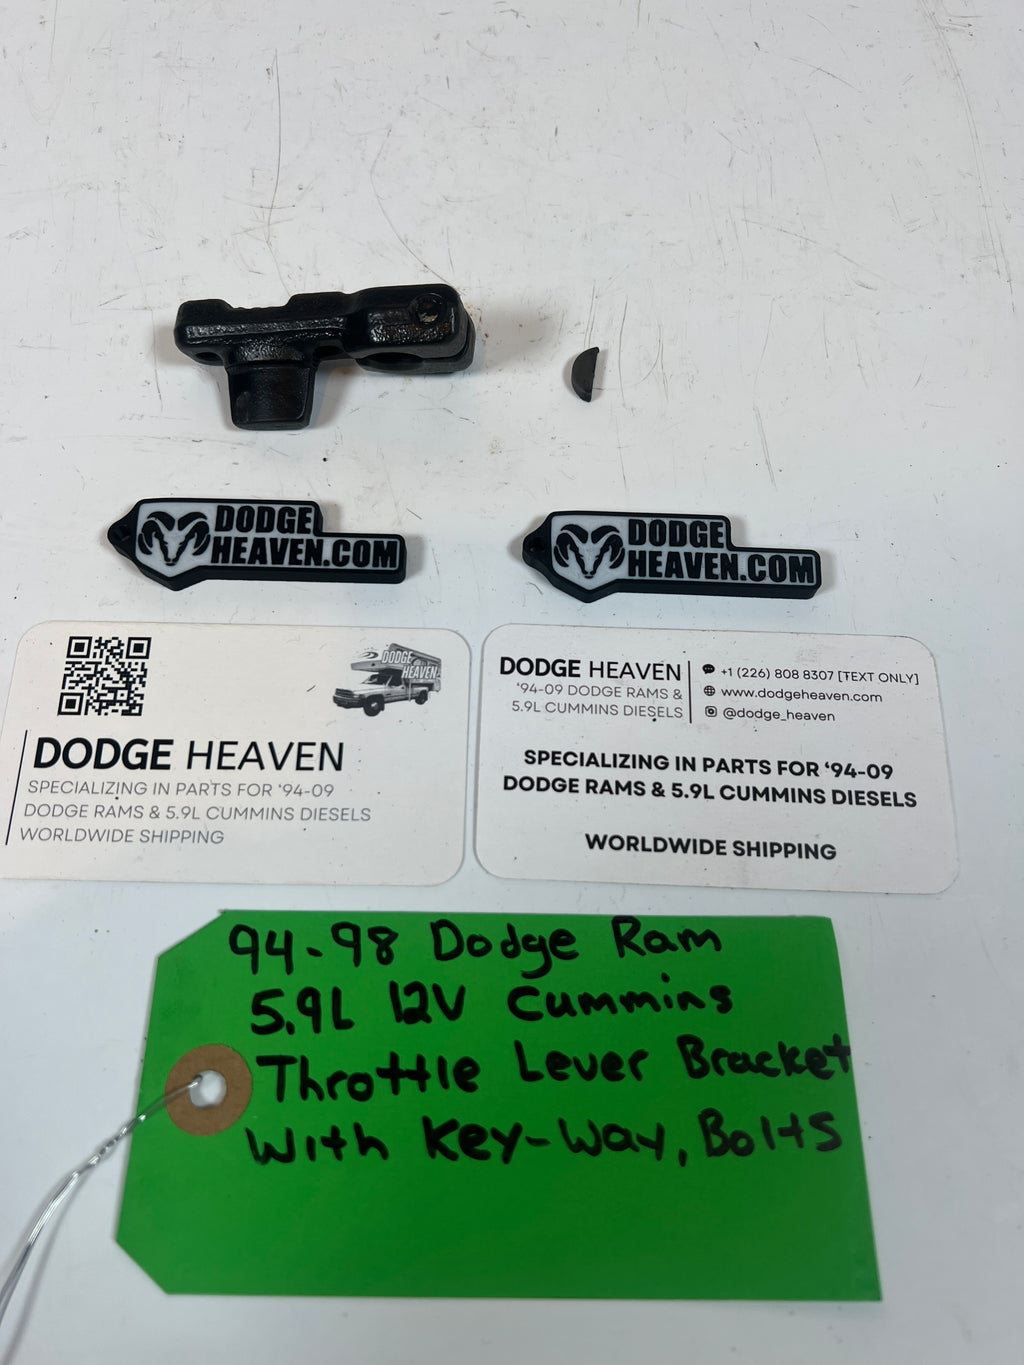 DODGE
HEAVEN.COM
DODGE
HEAVEN.COM
DODGE
HEAVEN
DODGE HEAVEN
SPECIALIZING IN PARTS FOR '94-09
DODGE RAMS & 5.9L CUMMINS DIESELS
WORLDWIDE SHIPPING
DODGE HEAVEN
'94-09 DODGE RAMS &
5.9L CUMMINS DIESELS
+1 (226) 808 8307 [TEXT ONLY]
www.dodgeheaven.com
@dodge_heaven
SPECIALIZING IN PARTS FOR '94-09
DODGE RAMS & 5.9L CUMMINS DIESELS
WORLDWIDE SHIPPING
94-98 Dodge Ram
5.9L 12V Cummins
Throttle Lever Bracket
With Key-Way, Bolts